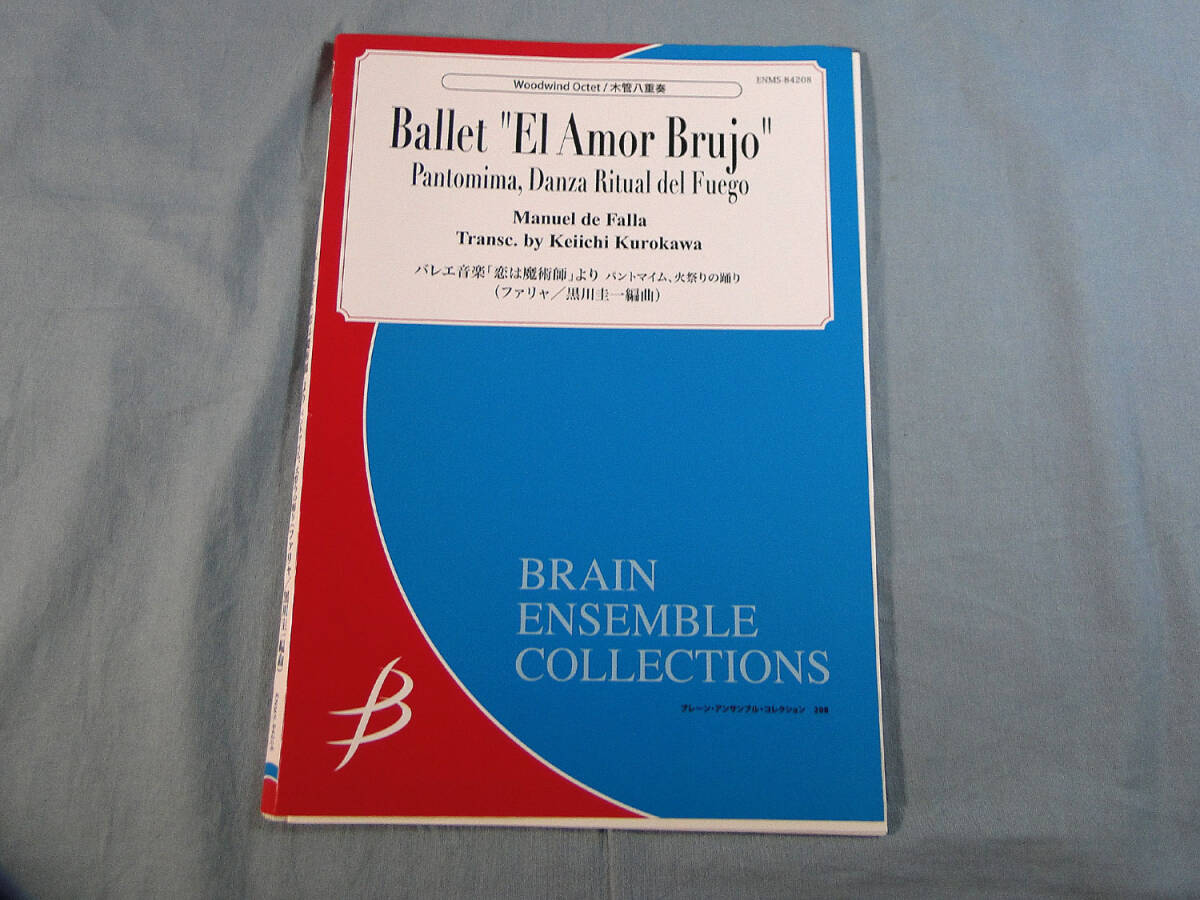 ENMS-84208
Woodwind Octet / 木管八重奏
Ballet "El Amor Brujo"
Pantomima, Danza Ritual del Fuego
Manuel de Falla
Transc. by Keiichi Kurokawa
バレエ音楽「恋は魔術師」より パントマイム、火祭りの踊り
(ファリャ/黒川圭一編曲)
BRAIN
ENSEMBLE
COLLECTIONS
ブレーン・アンサンブル・コレクション 208